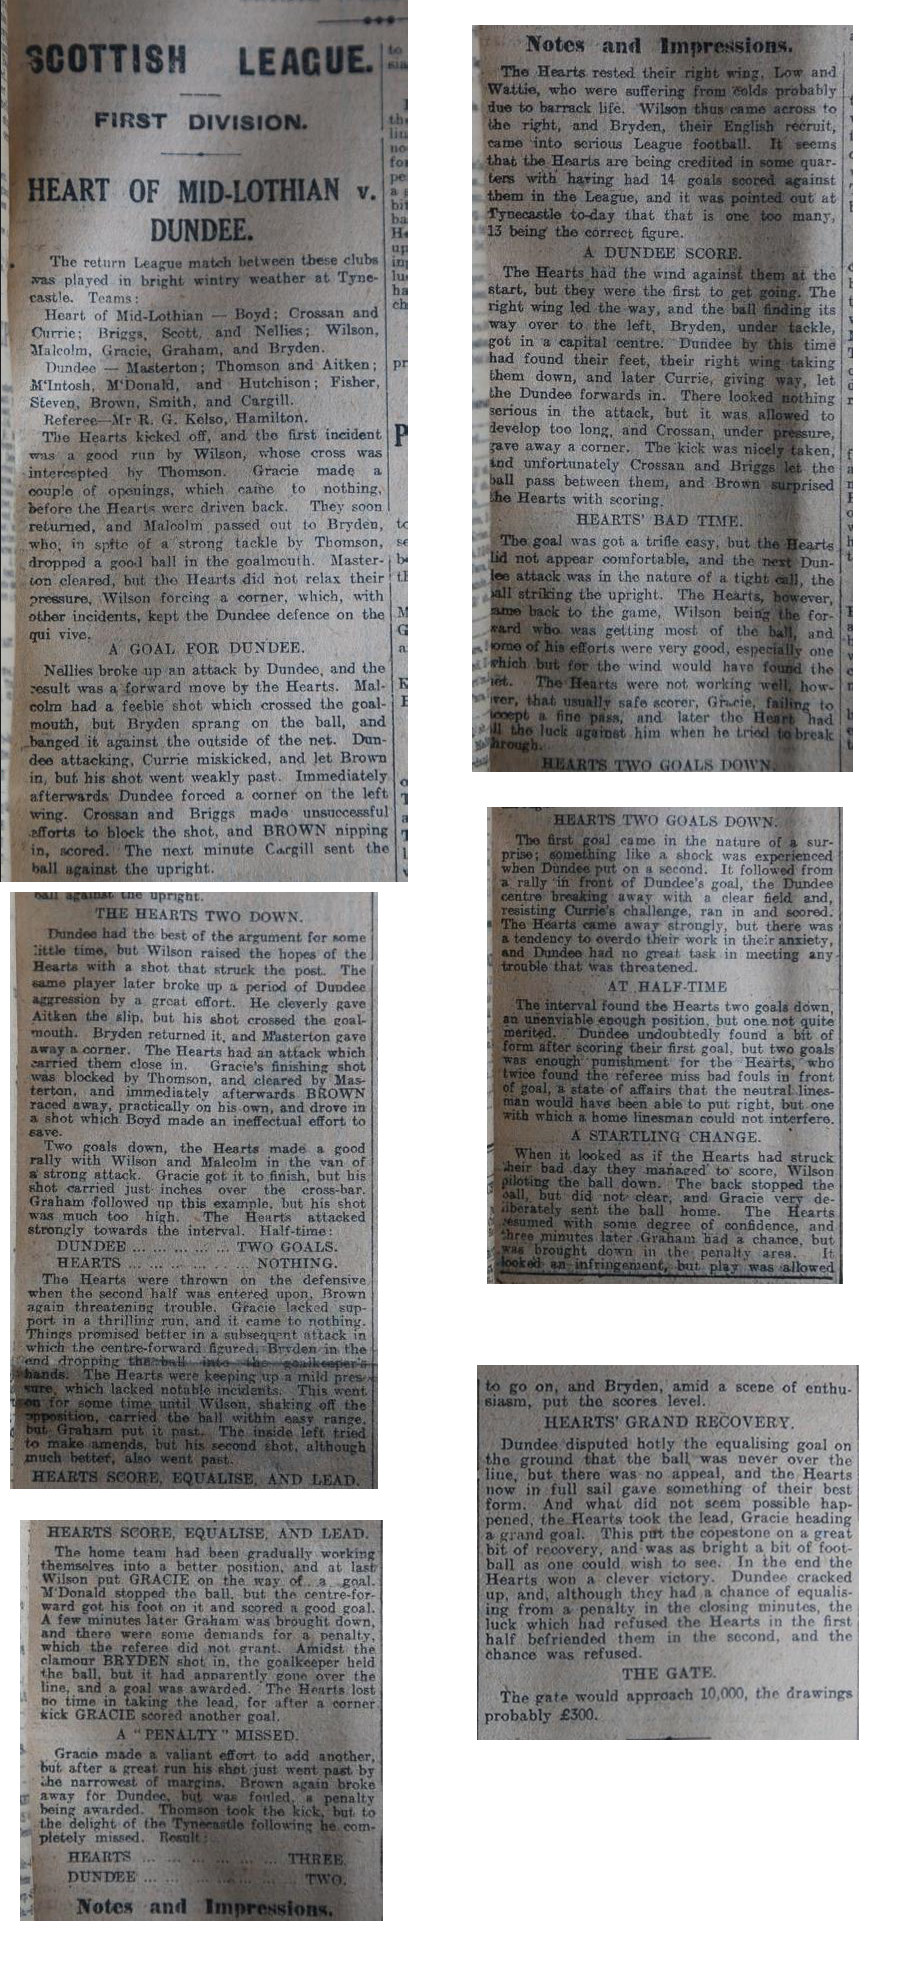 SCOTTISH LEAGUE.
FIRST DIVISION.
HEART OF MID-LOTHIAN v.
DUNDEE.
The return League match between these clubs
was played in bright wintry weather at Tyne-
castle. Teams:
Heart of Mid-Lothian — Boyd; Crossan and
Currie; Briggs, Scott, and Nellies; Wilson,
Malcolm, Gracie, Graham, and Bryden.
Dundee — Masterton; Thomson and Aitken;
M'Intosh, M'Donald, and Hutchison; Fisher,
Steven, Brown, Smith, and Cargill.
Referee—Mr R. G. Kelso, Hamilton.
The Hearts kicked off, and the first incident
was a good run by Wilson, whose cross was
intercepted by Thomson. Gracie made a
couple of openings, which came to nothing,
before the Hearts were driven back. They soon
returned, and Malcolm passed out to Bryden,
who, in spite of a strong tackle by Thomson,
dropped a good ball in the goalmouth. Master-
ton cleared, but the Hearts did not relax their
pressure, Wilson forcing a corner, which, with
other incidents, kept the Dundee defence on the
qui vive.
A GOAL FOR DUNDEE.
Nellies broke up an attack by Dundee, and the
result was a forward move by the Hearts. Mal-
colm had a feeble shot which crossed the goal-
mouth, but Bryden sprang on the ball, and
banged it against the outside of the net. Dun-
dee attacking, Currie miskicked, and let Brown
in, but his shot went weakly past. Immediately
afterwards Dundee forced a corner on the left
wing. Crossan and Briggs made unsuccessful
efforts to block the shot, and BROWN nipping
in, scored. The next minute Cargill sent the
ball against the upright.
ball against the upright.
THE HEARTS TWO DOWN.
Dundee had the best of the argument for some
little time, but Wilson raised the hopes of the
Hearts with a shot that struck the post. The
same player later broke up a period of Dundee
aggression by a great effort. He cleverly gave
Aitken the slip, but his shot crossed the goal-
mouth. Bryden returned it, and Masterton gave
away a corner. The Hearts had an attack which
carried them close in. Gracie's finishing shot
was blocked by Thomson, and cleared by Mas-
terton, and immediately afterwards BROWN
raced away, practically on his own, and drove in
a shot which Boyd made an ineffectual effort to
save.
Two goals down, the Hearts made a good
rally with Wilson and Malcolm in the van of
a strong attack. Gracie got it to finish, but his
shot carried just inches over the cross-bar.
Graham followed up this example, but his shot
was much too high. The Hearts attacked
strongly towards the interval. Half-time:
DUNDEE ... ... ... ... ... TWO GOALS.
HEARTS ... ... ... ... ... ... NOTHING.
The Hearts were thrown on the defensive
when the second half was entered upon, Brown
again threatening trouble. Gracie lacked sup-
port in a thrilling run, and it came to nothing.
Things promised better in a subsequent attack in
which the centre-forward figured, Bryden in the
end dropping the ball into the goalkeeper's
hands. The Hearts were keeping up a mild pres-
sure, which lacked notable incidents. This went
on for some time until Wilson, shaking off the
opposition, carried the ball within easy range,
but Graham put it past. The inside left tried
to make amends, but his second shot, although
much better, also went past.
HEARTS SCORE, EQUALISE, AND LEAD.
HEARTS SCORE, EQUALISE, AND LEAD.
The home team had been gradually working
themselves into a better position, and at last
Wilson put GRACIE on the way of a goal.
M'Donald stopped the ball, but the centre-for-
ward got his foot on it and scored a good goal.
A few minutes later Graham was brought down,
and there were some demands for a penalty,
which the referee did not grant. Amidst the
clamour BRYDEN shot in, the goalkeeper held
the ball, but it had apparently gone over the
line, and a goal was awarded. The Hearts lost
no time in taking the lead, for after a corner
kick GRACIE scored another goal.
A "PENALTY" MISSED.
Gracie made a valiant effort to add another,
but after a great run his shot just went past by
the narrowest of margins. Brown again broke
away for Dundee, but was fouled, a penalty
being awarded. Thomson took the kick, but to
the delight of the Tynecastle following he com-
pletely missed. Result:
HEARTS ... ... ... ... ... ... THREE.
DUNDEE ... ... ... ... ... ... TWO.
Notes and Impressions.
Notes and Impressions.
The Hearts rested their right wing, Low and
Wattie, who were suffering from colds probably
due to barrack life. Wilson thus came across to
the right, and Bryden, their English recruit,
came into serious League football. It seems
that the Hearts are being credited in some quar-
ters with having had 14 goals scored against
them in the League, and it was pointed out at
Tynecastle to-day that that is one too many,
13 being the correct figure.
A DUNDEE SCORE.
The Hearts had the wind against them at the
start, but they were the first to get going. The
right wing led the way, and the ball finding its
way over to the left, Bryden, under tackle,
got in a capital centre. Dundee by this time
had found their feet, their right wing taking
them down, and later Currie, giving way, let
the Dundee forwards in. There looked nothing
serious in the attack, but it was allowed to
develop too long, and Crossan, under pressure,
gave away a corner. The kick was nicely taken,
and unfortunately Crossan and Briggs let the
ball pass between them, and Brown surprised
the Hearts with scoring.
HEARTS' BAD TIME.
The goal was got a trifle easy, but the Hearts
did not appear comfortable, and the next Dun-
dee attack was in the nature of a tight call, the
ball striking the upright. The Hearts, however,
came back to the game, Wilson being the for-
ward who was getting most of the ball, and
some of his efforts were very good, especially one
which but for the wind would have found the
net. The Hearts were not working well, how-
ever, that usually safe scorer, Gracie, failing to
accept a fine pass, and later the Heart had
all the luck against him when he tried to break
through.
HEARTS TWO GOALS DOWN.
HEARTS TWO GOALS DOWN.
The first goal came in the nature of a sur-
prise; something like a shock was experienced
when Dundee put on a second. It followed from
a rally in front of Dundee's goal, the Dundee
centre breaking away with a clear field and,
resisting Currie's challenge, ran in and scored.
The Hearts came away strongly, but there was
a tendency to overdo their work in their anxiety,
and Dundee had no great task in meeting any
trouble that was threatened.
AT HALF-TIME
The interval found the Hearts two goals down,
an unenviable enough position, but one not quite
merited. Dundee undoubtedly found a bit of
form after scoring their first goal, but two goals
was enough punishment for the Hearts, who
twice found the referee miss bad fouls in front
of goal, a state of affairs that the neutral lines-
man would have been able to put right, but one
with which a home linesman could not interfere.
A STARTLING CHANGE.
When it looked as if the Hearts had struck
their bad day they managed to score, Wilson
piloting the ball down. The back stopped the
ball, but did not clear, and Gracie very de-
liberately sent the ball home. The Hearts
resumed with some degree of confidence, and
three minutes later Graham had a chance, but
was brought down in the penalty area. It
looked an infringement, but play was allowed
to go on, and Bryden, amid a scene of enthu-
siasm, put the scores level.
HEARTS' GRAND RECOVERY.
Dundee disputed hotly the equalising goal on
the ground that the ball was never over the
line, but there was no appeal, and the Hearts
now in full sail gave something of their best
form. And what did not seem possible hap-
pened, the Hearts took the lead, Gracie heading
a grand goal. This put the copestone on a great
bit of recovery, and was as bright a bit of foot-
ball as one could wish to see. In the end the
Hearts won a clever victory. Dundee cracked
up, and, although they had a chance of equalis-
ing from a penalty in the closing minutes, the
luck which had refused the Hearts in the first
half befriended them in the second, and the
chance was refused.
THE GATE.
The gate would approach 10,000, the drawings
probably £300.